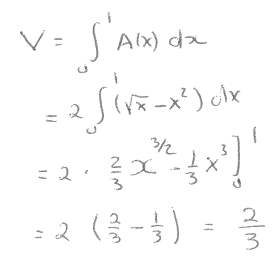 V = ∫₀¹ A(x) dx
= 2 ∫₀¹ (√x - x²) dx
= 2 · 2/3 x^(3/2) - 1/3 x³ ]₀¹
= 2 (2/3 - 1/3) = 2/3